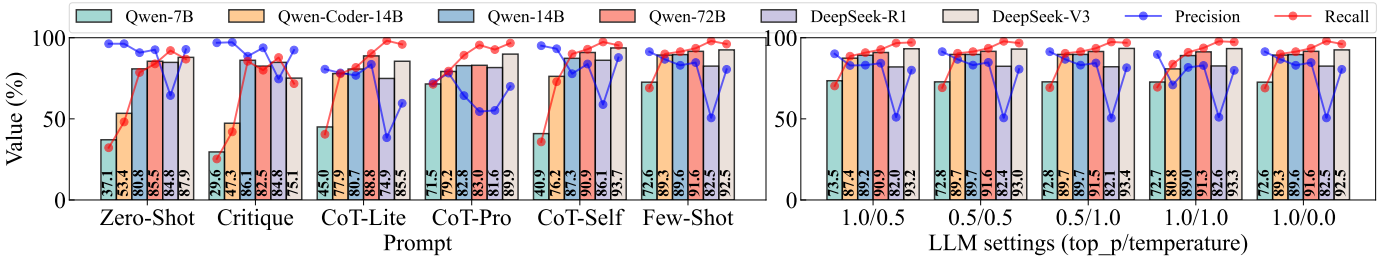 Qwen-7B Qwen-Coder-14B Qwen-14B Qwen-72B DeepSeek-R1 DeepSeek-V3 Precision Recall
Value (%)
100
50
0
37.1 53.4 80.8 85.5 84.8 87.9
29.6 47.3 86.1 82.5 84.8 75.1
45.0 77.9 80.7 88.8 74.9 85.5
71.5 79.2 82.8 83.0 81.6 89.9
40.9 76.2 87.3 90.9 86.1 93.7
72.6 89.3 89.6 91.6 82.5 92.5
Zero-Shot Critique CoT-Lite CoT-Pro CoT-Self Few-Shot
Prompt
100
50
0
73.5 87.4 89.2 90.9 82.0 93.2
72.8 89.7 89.7 91.6 82.4 93.0
72.8 89.7 89.7 91.5 82.1 93.4
72.7 80.8 89.0 91.3 82.6 93.3
72.6 89.3 89.6 91.6 82.5 92.5
1.0/0.5 0.5/0.5 0.5/1.0 1.0/1.0 1.0/0.0
LLM settings (top_p/temperature)